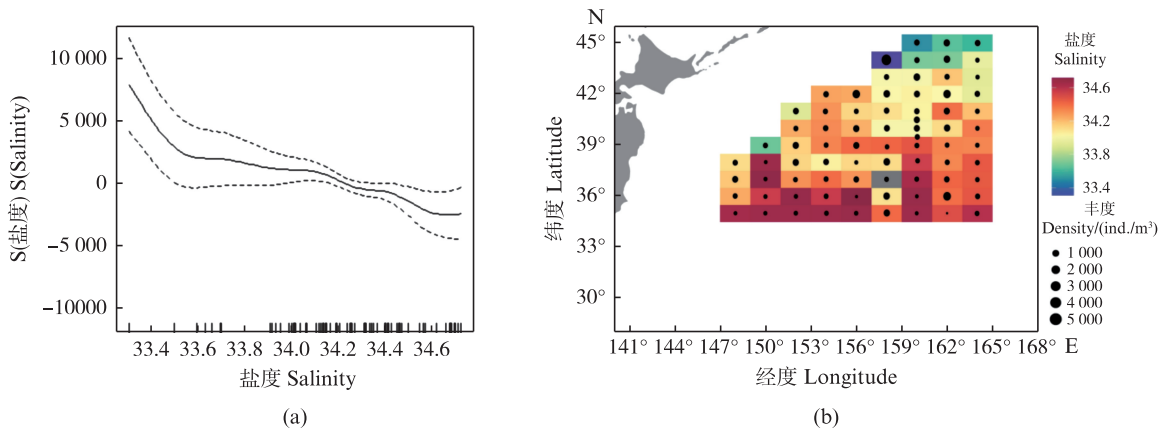 10 000
5 000
0
−5 000
−10000
S(盐度) S(Salinity)
33.4 33.6 33.8 34.0 34.2 34.4 34.6
盐度 Salinity
(a)
N
45°
42°
39°
36°
33°
30°
纬度 Latitude
141° 144° 147° 150° 153° 156° 159° 162° 165° 168° E
经度 Longitude
(b)
盐度
Salinity
34.6
34.2
33.8
33.4
丰度
Density/(ind./m³)
1 000
2 000
3 000
4 000
5 000